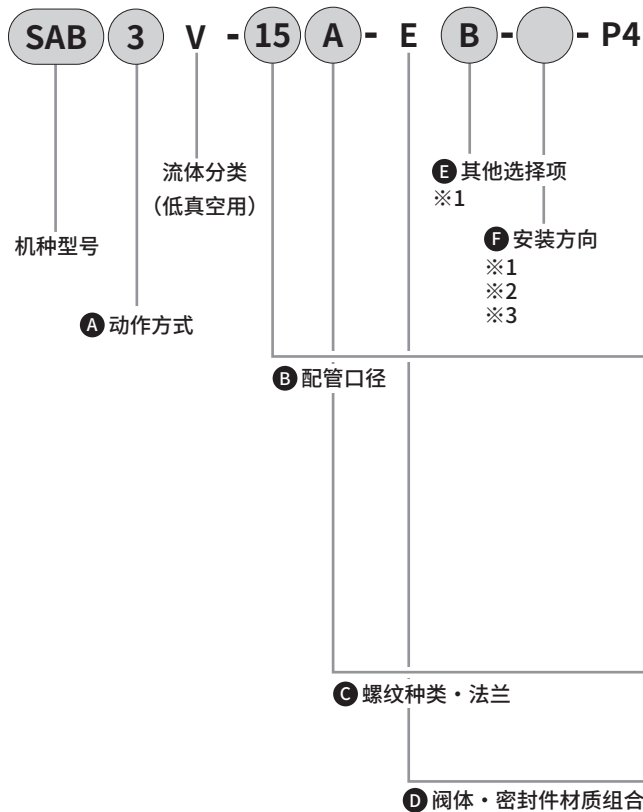 SAB 3 V - 15 A - E B - - P4
流体分类
（低真空用）
机种型号
A 动作方式
E 其他选择项
※1
F 安装方向
※1
※2
※3
B 配管口径
C 螺纹种类・法兰
D 阀体・密封件材质组合